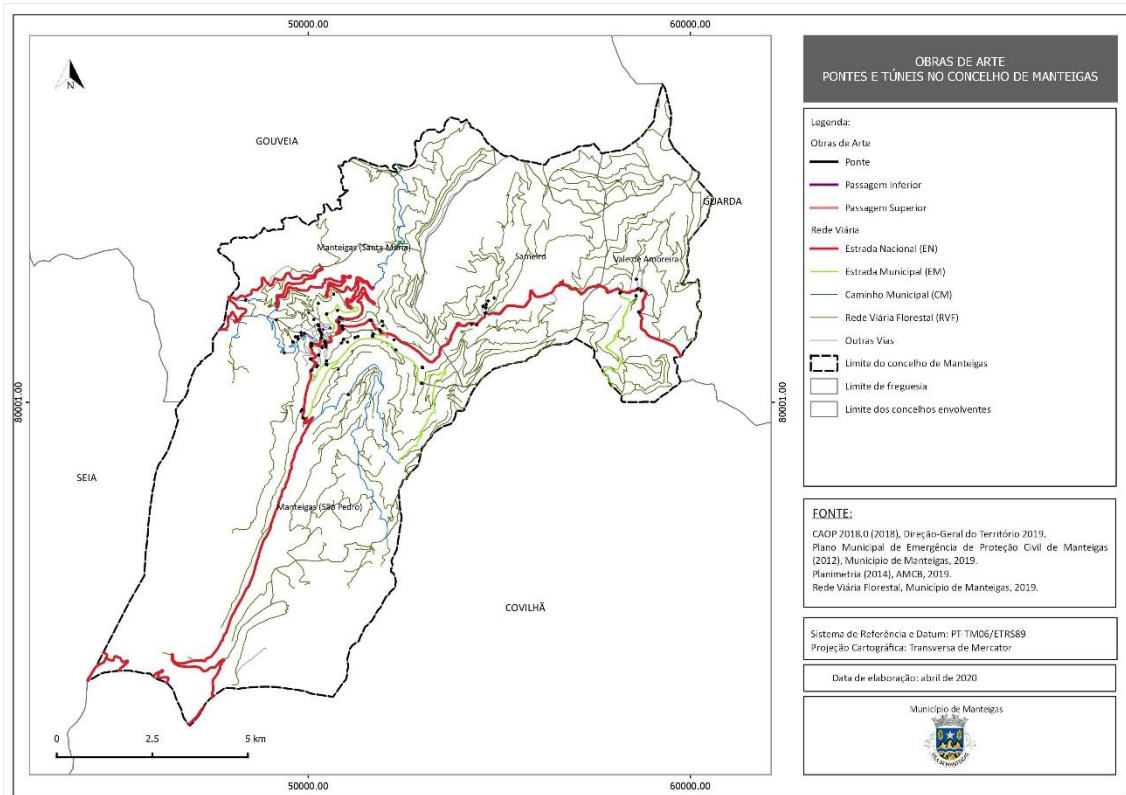 50000.00
60000.00
N
GOUVEIA
GUARDA
Manteigas (Santa Maria)
Sameiro
Vale de Amoreira
80001.00
80001.00
SEIA
Manteigas (São Pedro)
COVILHÃ
0 2.5 5 km
50000.00
60000.00
OBRAS DE ARTE
PONTES E TÚNEIS NO CONCELHO DE MANTEIGAS
Legenda:
Obras de Arte
Ponte
Passagem Inferior
Passagem Superior
Rede Viária
Estrada Nacional (EN)
Estrada Municipal (EM)
Caminho Municipal (CM)
Rede Viária Florestal (RVF)
Outras Vias
Limite do concelho de Manteigas
Limite de freguesia
Limite dos concelhos envolventes
FONTE:
CAOP 2018.0 (2018), Direção-Geral do Território 2019.
Plano Municipal de Emergência de Proteção Civil de Manteigas
(2012), Município de Manteigas, 2019.
Planimetria (2014), AMCB, 2019.
Rede Viária Florestal, Município de Manteigas, 2019.
Sistema de Referência e Datum: PT-TM06/ETRS89
Projeção Cartográfica: Transversa de Mercator
Data de elaboração: abril de 2020
Município de Manteigas
VILA DE MANTEIGAS